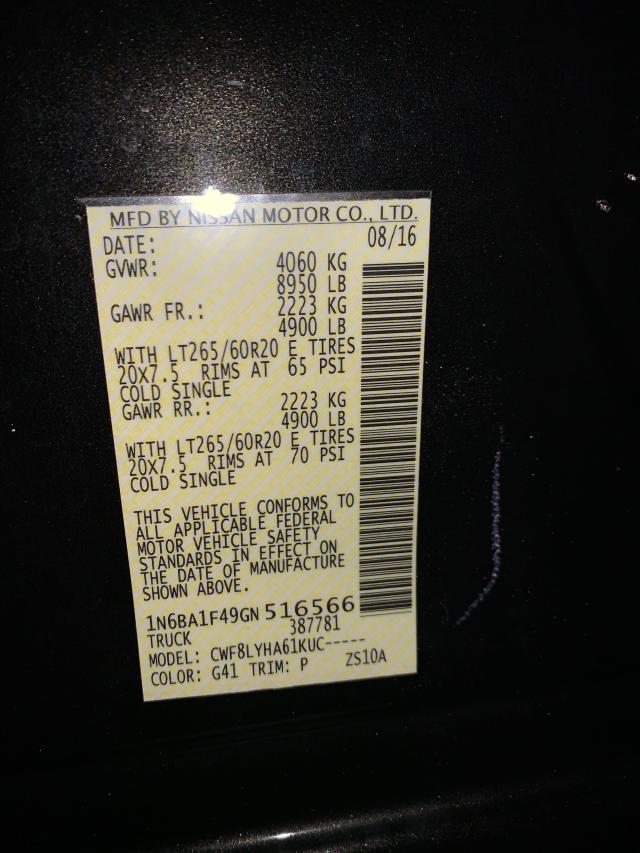 MFD BY NISSAN MOTOR CO., LTD.
DATE: 08/16
GVWR: 4060 KG
8950 LB
GAWR FR.: 2223 KG
4900 LB
WITH LT265/60R20 E TIRES
20X7.5 RIMS AT 65 PSI
COLD SINGLE
GAWR RR.: 2223 KG
4900 LB
WITH LT265/60R20 E TIRES
20X7.5 RIMS AT 70 PSI
COLD SINGLE
THIS VEHICLE CONFORMS TO
ALL APPLICABLE FEDERAL
MOTOR VEHICLE SAFETY
STANDARDS IN EFFECT ON
THE DATE OF MANUFACTURE
SHOWN ABOVE.
1N6BA1F49GN516566
TRUCK 387781
MODEL: CWF8LYHA61KUC-----
COLOR: G41 TRIM: P ZS10A